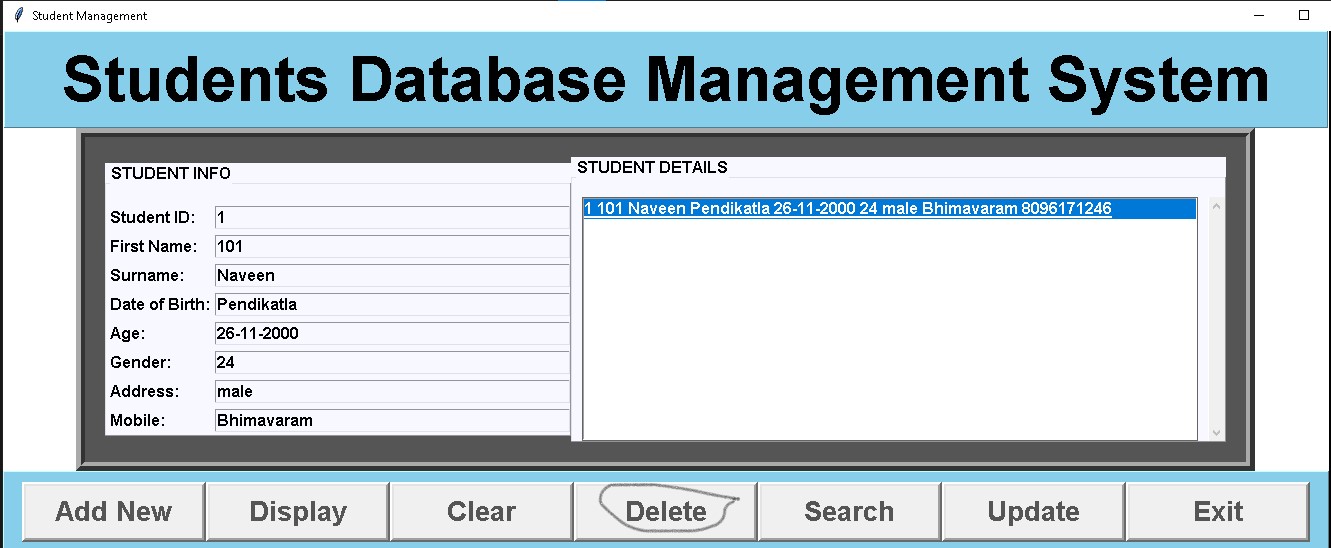 Student Management
Students Database Management System
STUDENT INFO
Student ID: 1
First Name: 101
Surname: Naveen
Date of Birth: Pendikatla
Age: 26-11-2000
Gender: 24
Address: male
Mobile: Bhimavaram
STUDENT DETAILS
1 101 Naveen Pendikatla 26-11-2000 24 male Bhimavaram 8096171246
Add New Display Clear Delete Search Update Exit